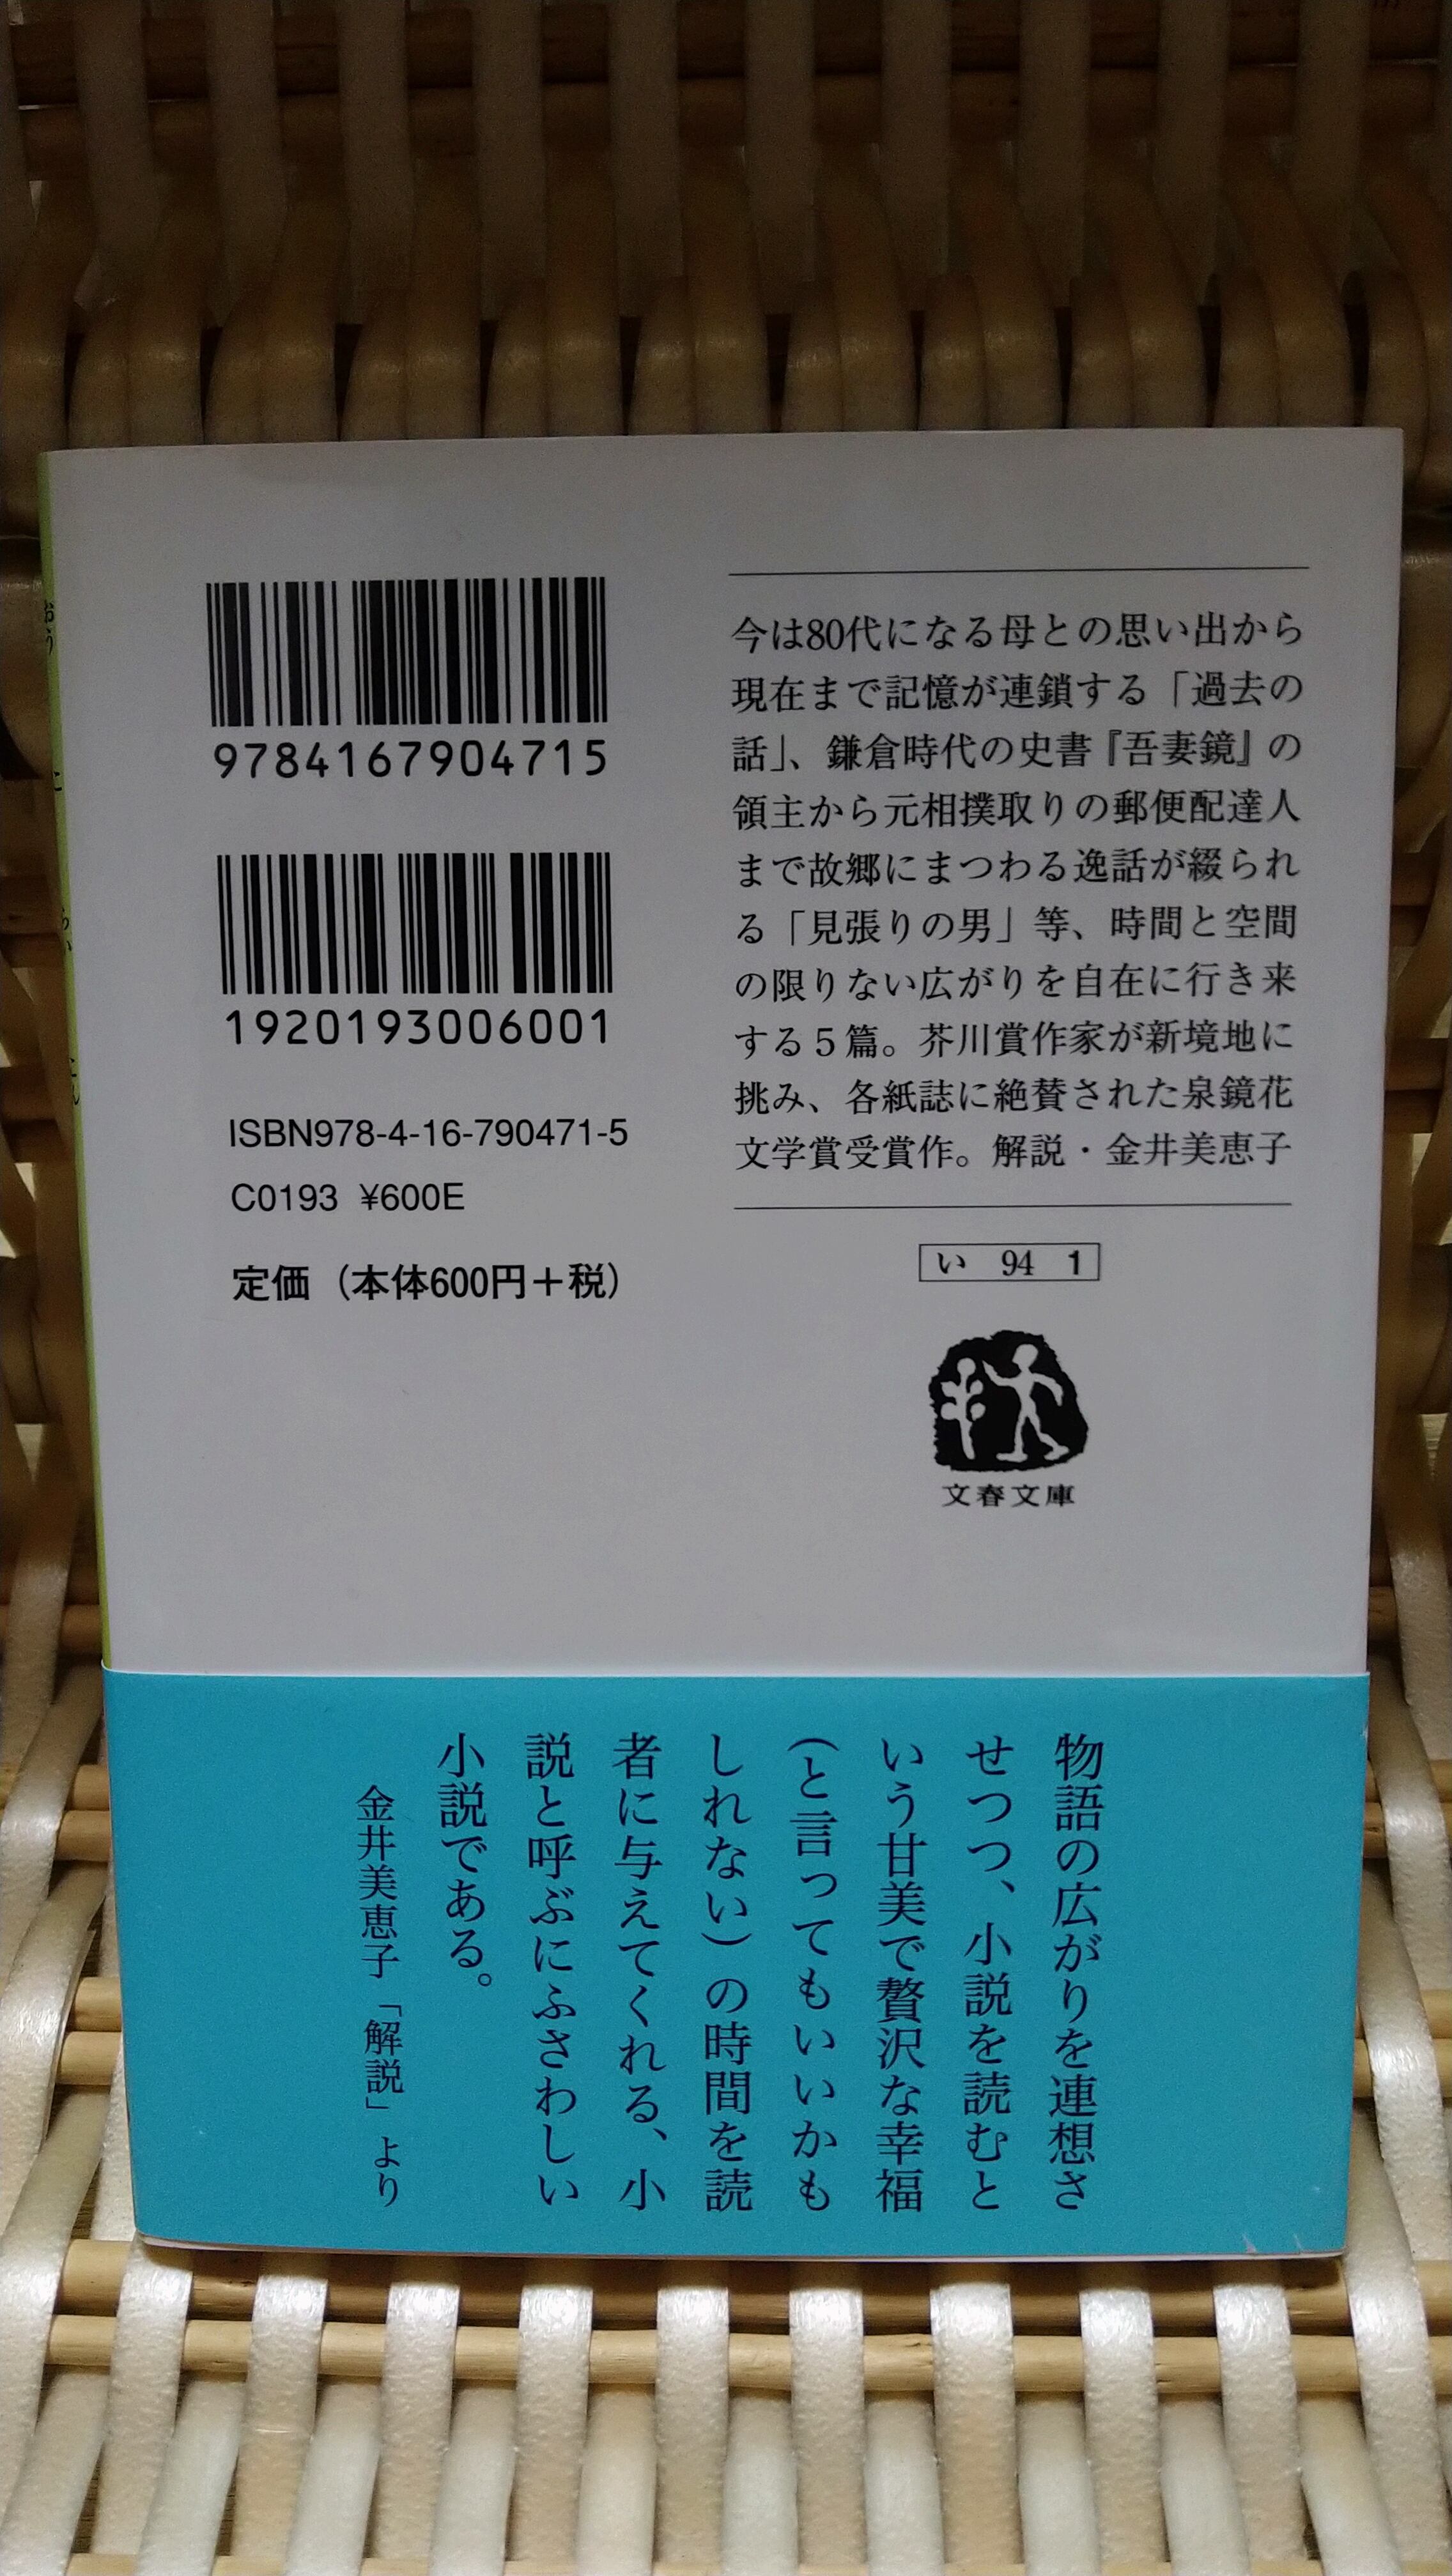 9784167904715
1920193006001
ISBN978-4-16-790471-5
C0193 ¥600E
定価（本体600円＋税）
今は80代になる母との思い出から
現在まで記憶が連鎖する「過去の
話」、鎌倉時代の史書『吾妻鏡』の
領主から元相撲取りの郵便配達人
まで故郷にまつわる逸話が綴られ
る「見張りの男」等、時間と空間
の限りない広がりを自在に行き来
する５篇。芥川賞作家が新境地に
挑み、各紙誌に絶賛された泉鏡花
文学賞受賞作。解説・金井美恵子
い 94 1
文春文庫
物語の広がりを連想さ
せつつ、小説を読むと
いう甘美で贅沢な幸福
（と言ってもいいかも
しれない）の時間を読
者に与えてくれる、小
説と呼ぶにふさわしい
小説である。
金井美恵子「解説」より